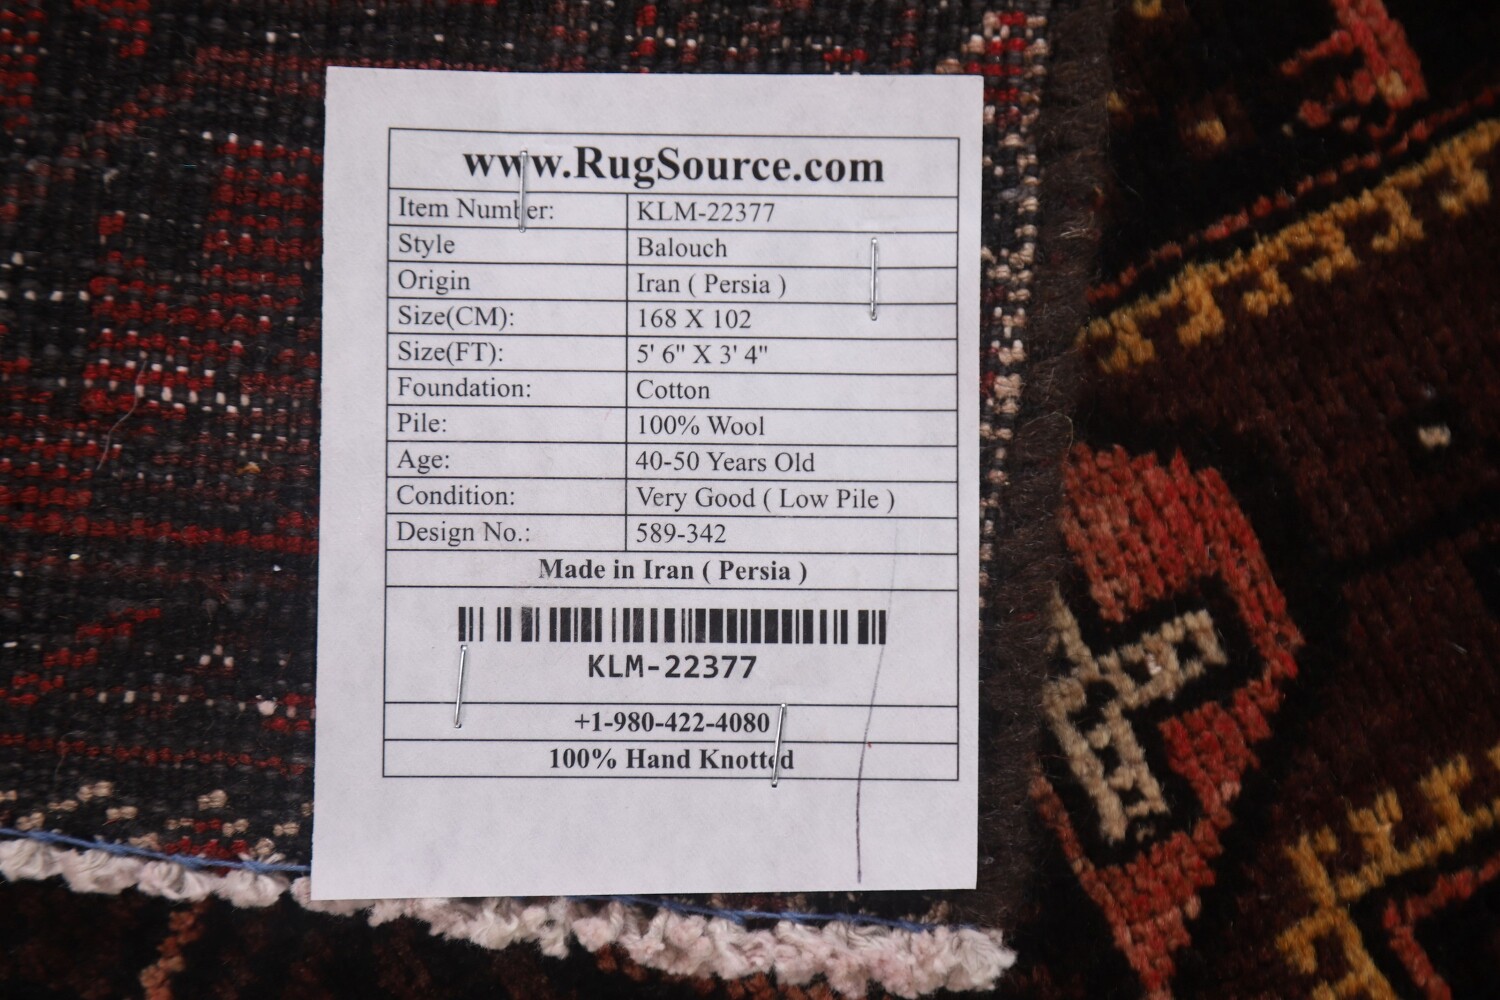 www.RugSource.com
Item Number: KLM-22377
Style Balouch
Origin Iran ( Persia )
Size(CM): 168 X 102
Size(FT): 5' 6" X 3' 4"
Foundation: Cotton
Pile: 100% Wool
Age: 40-50 Years Old
Condition: Very Good ( Low Pile )
Design No.: 589-342
Made in Iran ( Persia )
KLM-22377
+1-980-422-4080
100% Hand Knotted